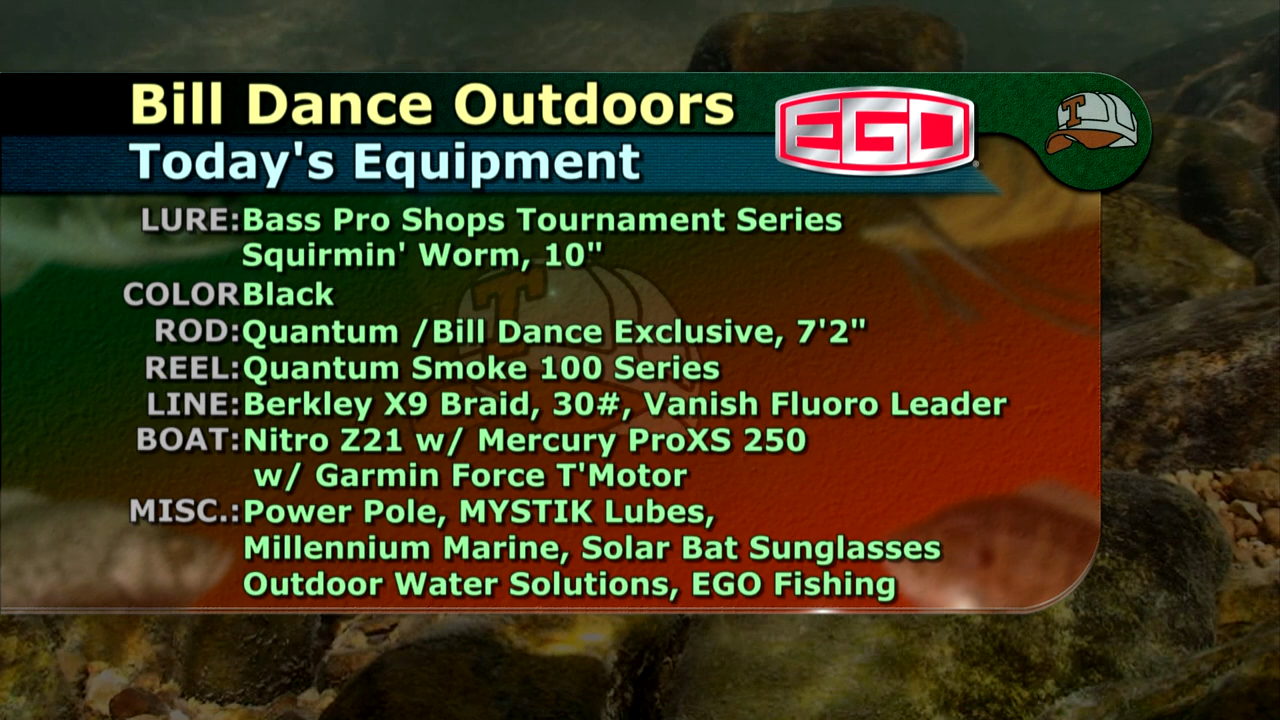 Bill Dance Outdoors
EGO
T
Today's Equipment
LURE: Bass Pro Shops Tournament Series
Squirmin' Worm, 10"
COLOR Black
ROD: Quantum /Bill Dance Exclusive, 7'2"
REEL: Quantum Smoke 100 Series
LINE: Berkley X9 Braid, 30#, Vanish Fluoro Leader
BOAT: Nitro Z21 w/ Mercury ProXS 250
w/ Garmin Force T'Motor
MISC.: Power Pole, MYSTIK Lubes,
Millennium Marine, Solar Bat Sunglasses
Outdoor Water Solutions, EGO Fishing